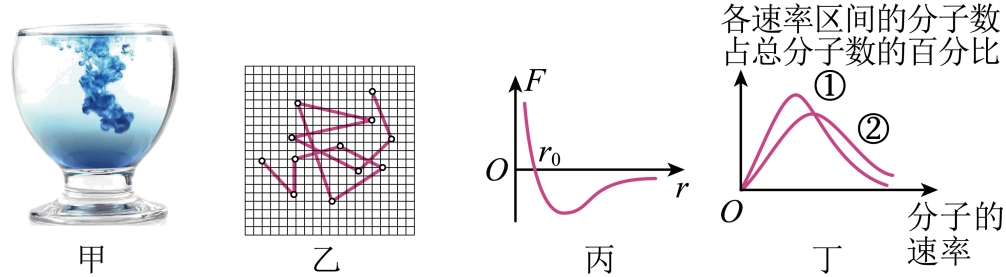 各速率区间的分子数
占总分子数的百分比
F
①
②
r₀
O
r
O
分子的
速率
甲
乙
丙
丁